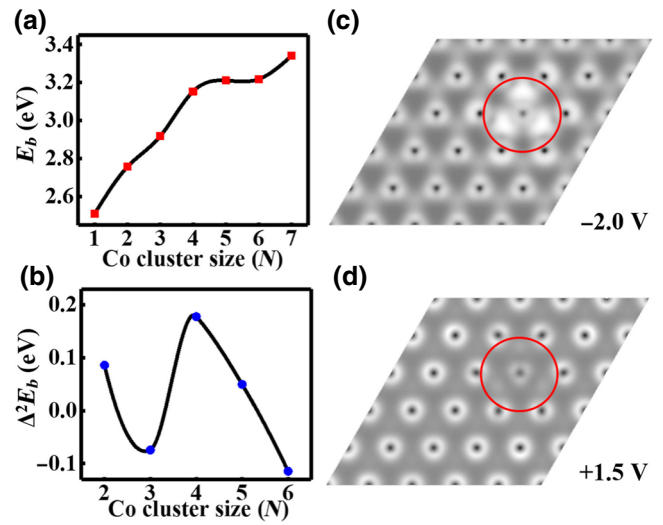 (a)
3.4
3.2
3.0
2.8
2.6
E_b (eV)
1 2 3 4 5 6 7
Co cluster size (N)
(c)
−2.0 V
(b)
0.2
0.1
0.0
−0.1
Δ²E_b (eV)
2 3 4 5 6
Co cluster size (N)
(d)
+1.5 V